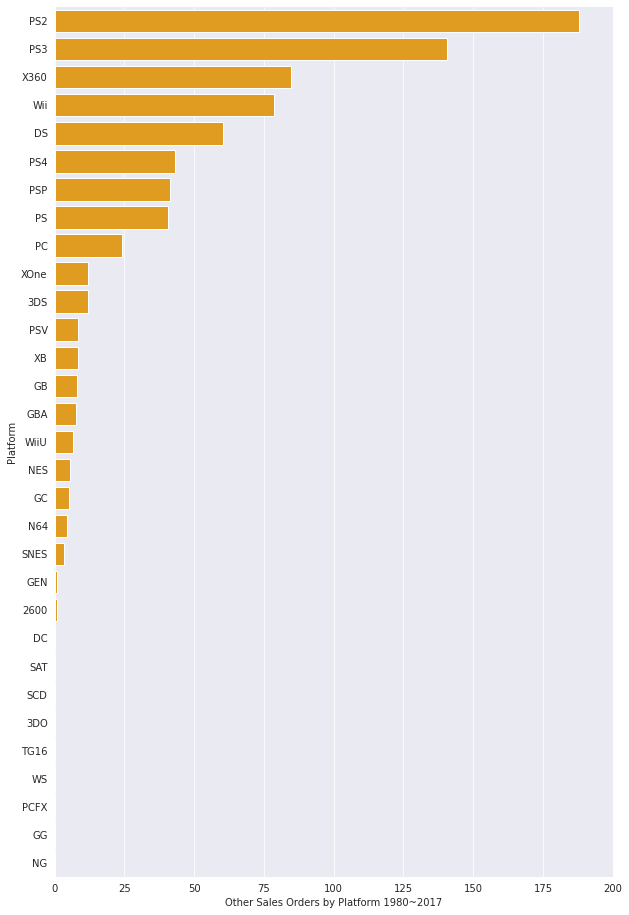 PS2
PS3
X360
Wii
DS
PS4
PSP
PS
PC
XOne
3DS
PSV
XB
GB
GBA
WiiU
NES
GC
N64
SNES
GEN
2600
DC
SAT
SCD
3DO
TG16
WS
PCFX
GG
NG
Platform
0 25 50 75 100 125 150 175 200
Other Sales Orders by Platform 1980~2017